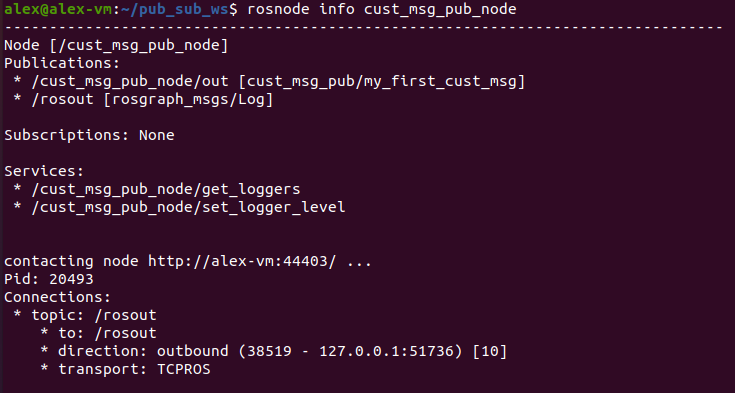 alex@alex-vm:~/pub_sub_ws$ rosnode info cust_msg_pub_node
--------------------------------------------------------------------------------
Node [/cust_msg_pub_node]
Publications:
 * /cust_msg_pub_node/out [cust_msg_pub/my_first_cust_msg]
 * /rosout [rosgraph_msgs/Log]

Subscriptions: None

Services:
 * /cust_msg_pub_node/get_loggers
 * /cust_msg_pub_node/set_logger_level


contacting node http://alex-vm:44403/ ...
Pid: 20493
Connections:
 * topic: /rosout
    * to: /rosout
    * direction: outbound (38519 - 127.0.0.1:51736) [10]
    * transport: TCPROS